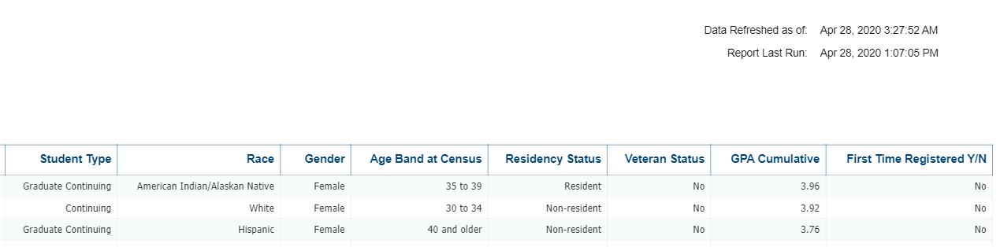 Data Refreshed as of: Apr 28, 2020 3:27:52 AM
Report Last Run: Apr 28, 2020 1:07:05 PM
Student Type Race Gender Age Band at Census Residency Status Veteran Status GPA Cumulative First Time Registered Y/N
Graduate Continuing American Indian/Alaskan Native Female 35 to 39 Resident No 3.96 No
Continuing White Female 30 to 34 Non-resident No 3.92 No
Graduate Continuing Hispanic Female 40 and older Non-resident No 3.76 No